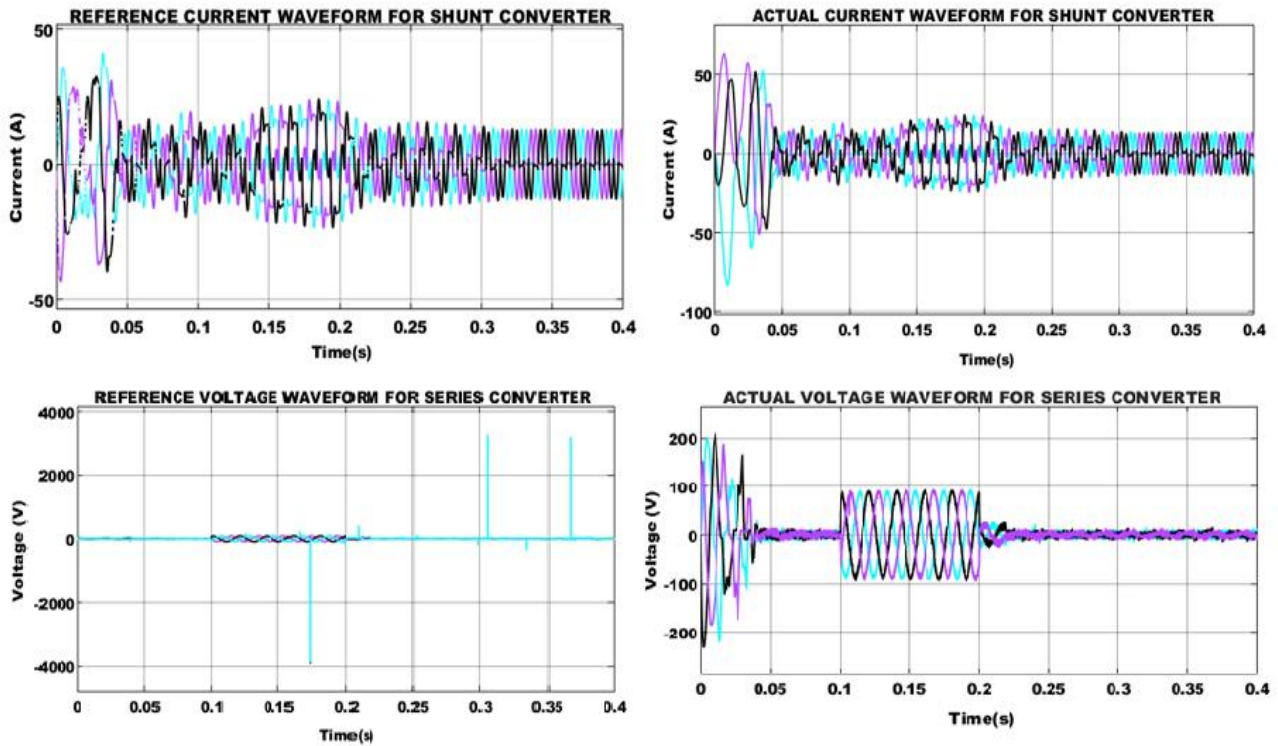 REFERENCE CURRENT WAVEFORM FOR SHUNT CONVERTER
50
0
-50
Current (A)
0 0.05 0.1 0.15 0.2 0.25 0.3 0.35 0.4
Time(s)
ACTUAL CURRENT WAVEFORM FOR SHUNT CONVERTER
50
0
-50
-100
Current (A)
0 0.05 0.1 0.15 0.2 0.25 0.3 0.35 0.4
Time(s)
REFERENCE VOLTAGE WAVEFORM FOR SERIES CONVERTER
4000
2000
0
-2000
-4000
Voltage (V)
0 0.05 0.1 0.15 0.2 0.25 0.3 0.35 0.4
Time(s)
ACTUAL VOLTAGE WAVEFORM FOR SERIES CONVERTER
200
100
0
-100
-200
Voltage (V)
0 0.05 0.1 0.15 0.2 0.25 0.3 0.35 0.4
Time(s)